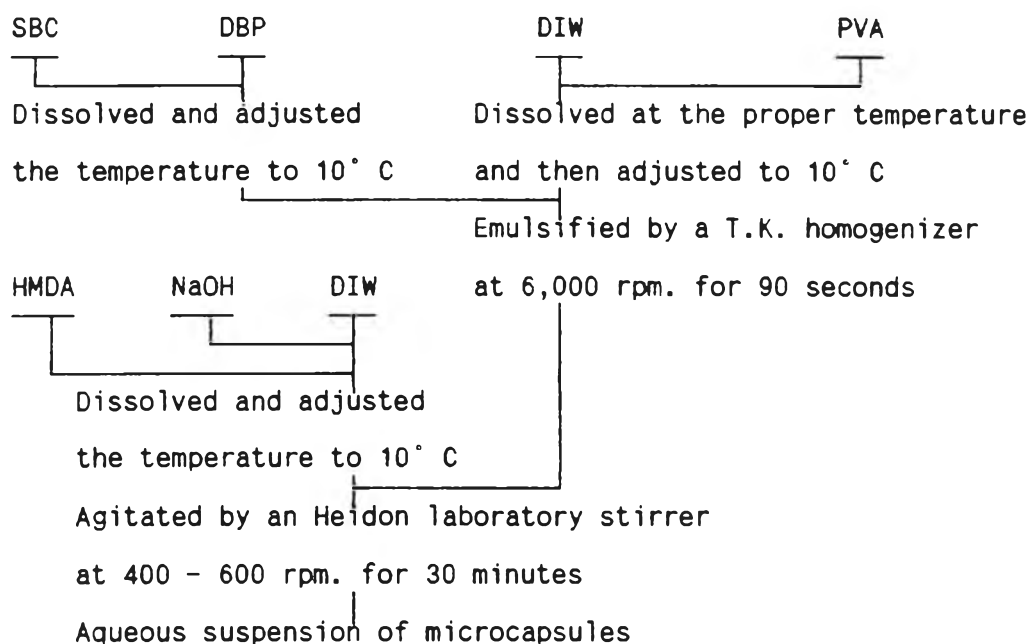 SBC DBP DIW PVA
Dissolved and adjusted
the temperature to 10° C
Dissolved at the proper temperature
and then adjusted to 10° C
Emulsified by a T.K. homogenizer
at 6,000 rpm. for 90 seconds
HMDA NaOH DIW
Dissolved and adjusted
the temperature to 10° C
Agitated by an Heidon laboratory stirrer
at 400 - 600 rpm. for 30 minutes
Aqueous suspension of microcapsules